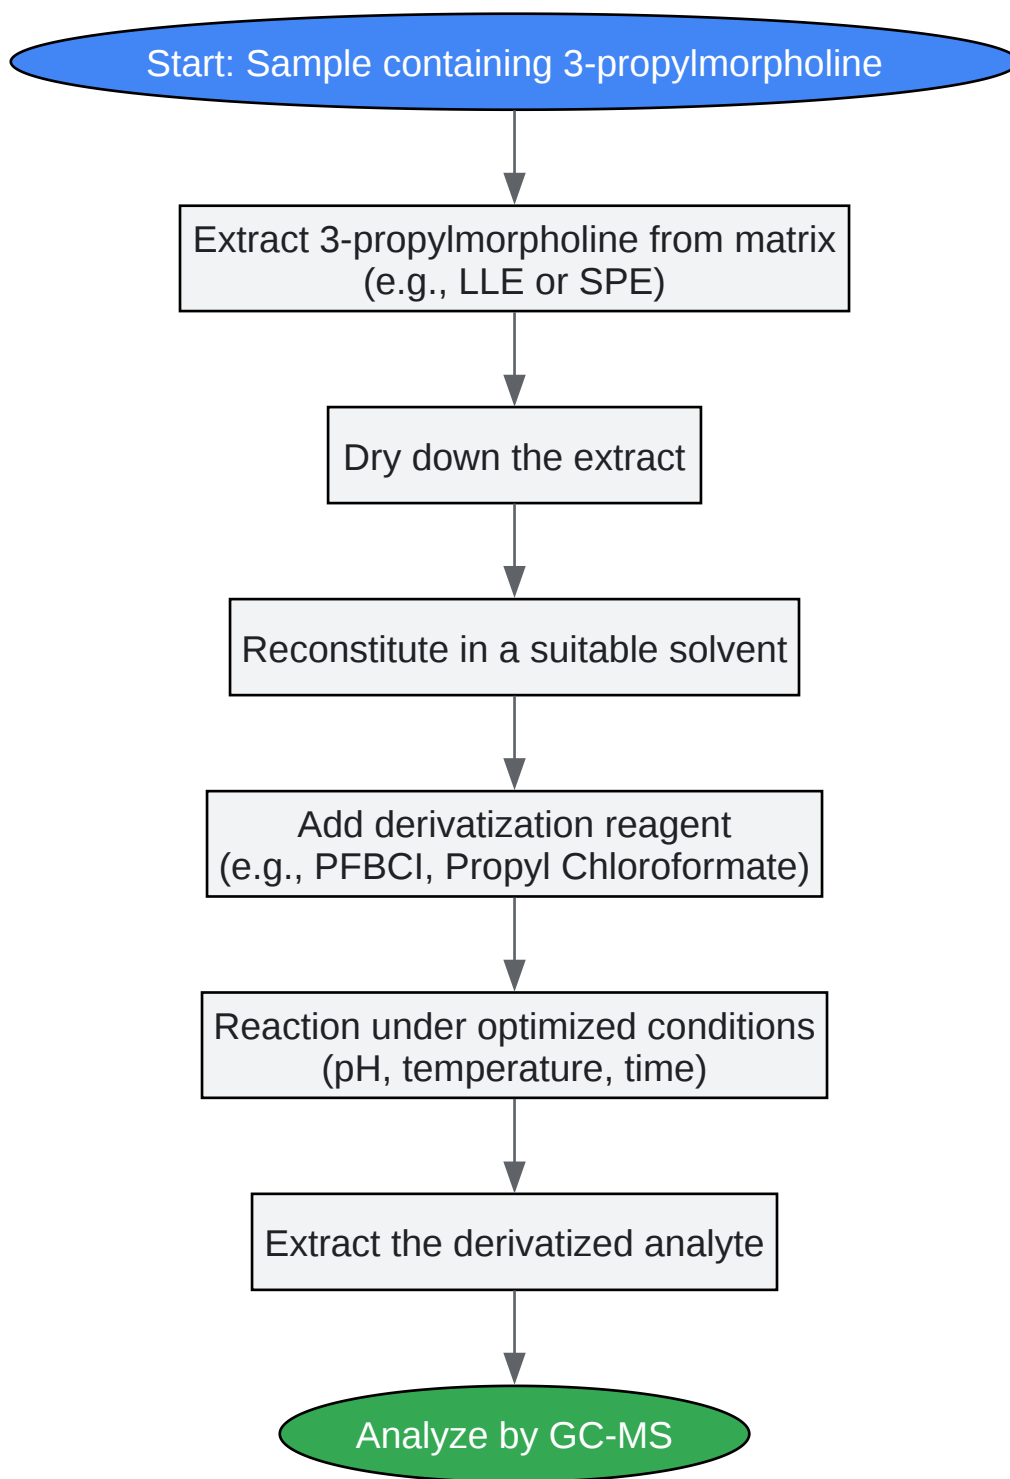 Start: Sample containing 3-propylmorpholine
Extract 3-propylmorpholine from matrix
(e.g., LLE or SPE)
Dry down the extract
Reconstitute in a suitable solvent
Add derivatization reagent
(e.g., PFBCl, Propyl Chloroformate)
Reaction under optimized conditions
(pH, temperature, time)
Extract the derivatized analyte
Analyze by GC-MS